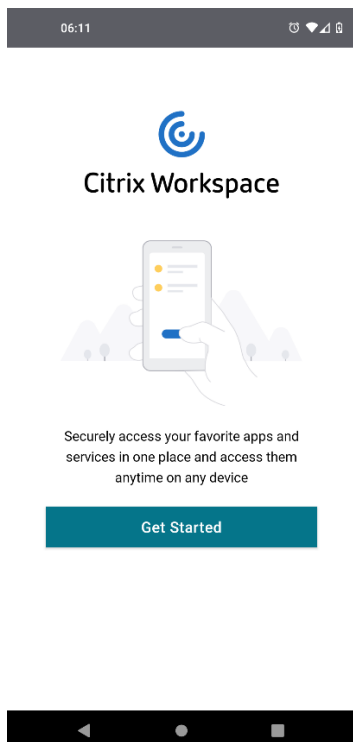 06:11
Citrix Workspace
Securely access your favorite apps and
services in one place and access them
anytime on any device
Get Started